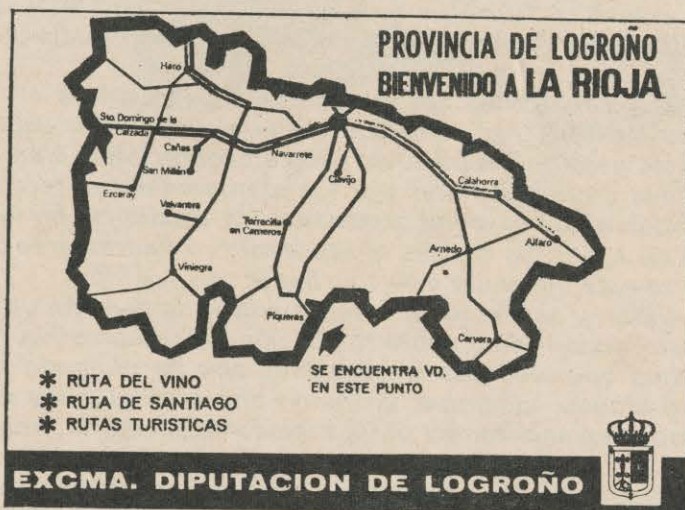 PROVINCIA DE LOGROÑO
BIENVENIDO A LA RIOJA
Haro
Sto. Domingo de la
Calzada
Cañas
San Millán
Navarrete
Ezcaray
Valvanera
Clavijo
Calahorra
Torrecilla
en Cameros
Arnedo
Alfaro
Viniegra
Piqueras
Cervera
SE ENCUENTRA VD.
EN ESTE PUNTO
* RUTA DEL VINO
* RUTA DE SANTIAGO
* RUTAS TURISTICAS
EXCMA. DIPUTACION DE LOGROÑO